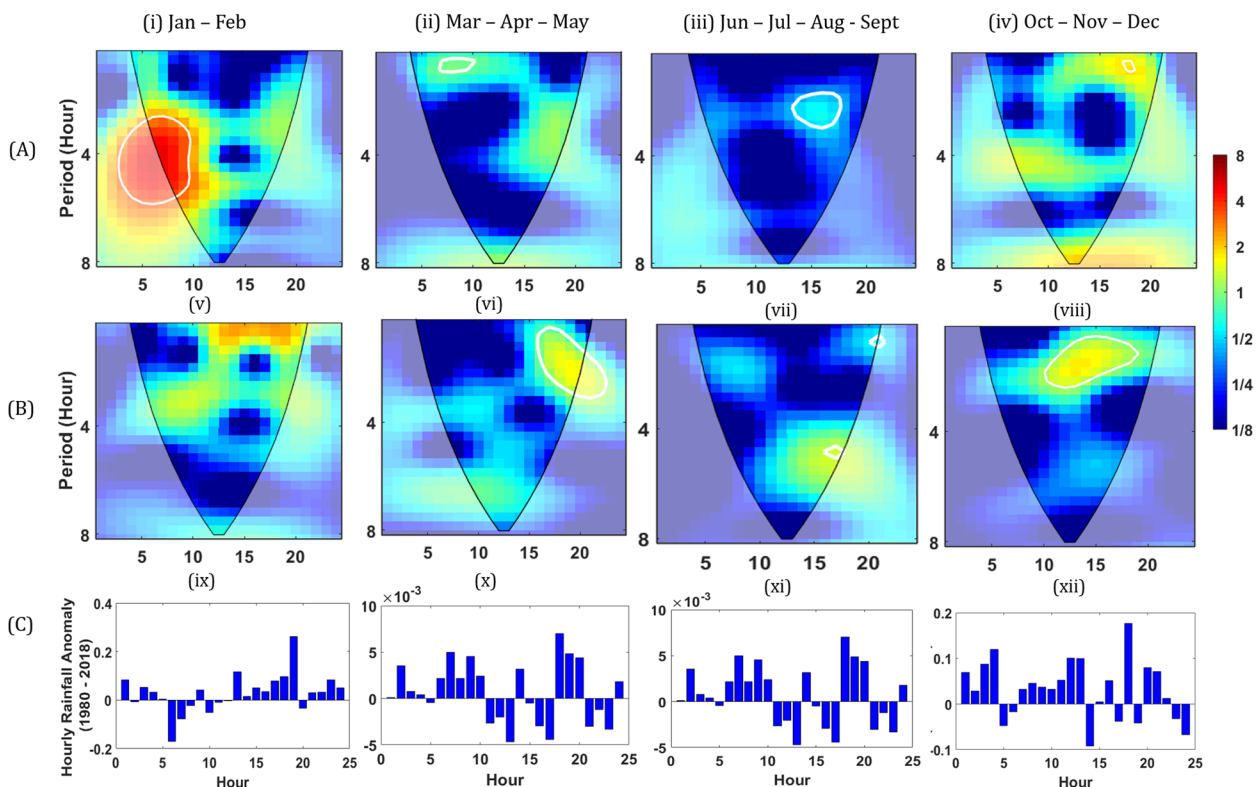 (i) Jan – Feb
(ii) Mar – Apr – May
(iii) Jun – Jul – Aug - Sept
(iv) Oct – Nov – Dec
(A)
Period (Hour)
4
8
5 10 15 20
4
8
5 10 15 20
4
8
5 10 15 20
4
8
5 10 15 20
8
4
2
1
1/2
1/4
1/8
(v)
(vi)
(vii)
(viii)
(B)
Period (Hour)
4
8
5 10 15 20
4
8
5 10 15 20
4
8
5 10 15 20
4
8
5 10 15 20
(ix)
(x)
(xi)
(xii)
(C)
Hourly Rainfall Anomaly
(1980 - 2018)
0.4
0.2
0
-0.2
0 5 10 15 20 25
Hour
×10-3
10
5
0
-5
0 5 10 15 20 25
Hour
×10-3
10
5
0
-5
0 5 10 15 20 25
Hour
0.2
0.1
0
-0.1
0 5 10 15 20 25
Hour